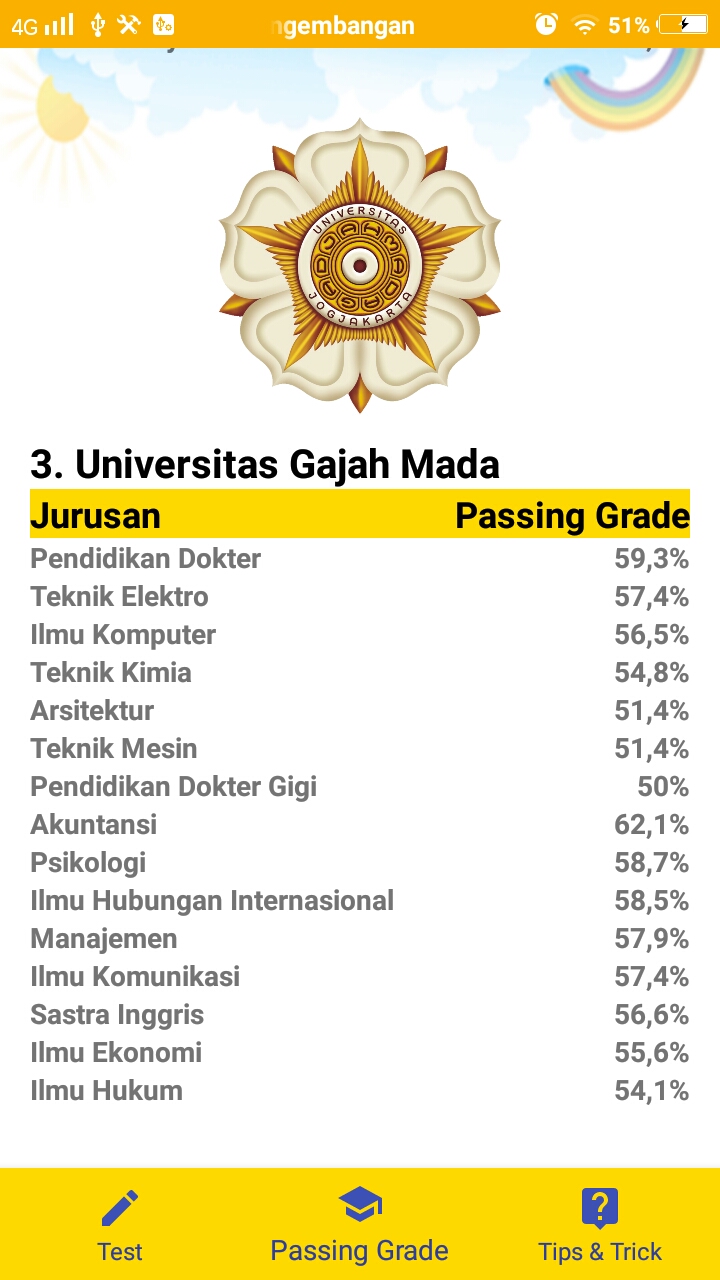 4G
ngembangan
51%
UNIVERSITAS
GAJAH MADA
JOGJAKARTA
3. Universitas Gajah Mada
Jurusan Passing Grade
Pendidikan Dokter 59,3%
Teknik Elektro 57,4%
Ilmu Komputer 56,5%
Teknik Kimia 54,8%
Arsitektur 51,4%
Teknik Mesin 51,4%
Pendidikan Dokter Gigi 50%
Akuntansi 62,1%
Psikologi 58,7%
Ilmu Hubungan Internasional 58,5%
Manajemen 57,9%
Ilmu Komunikasi 57,4%
Sastra Inggris 56,6%
Ilmu Ekonomi 55,6%
Ilmu Hukum 54,1%
Test Passing Grade Tips & Trick